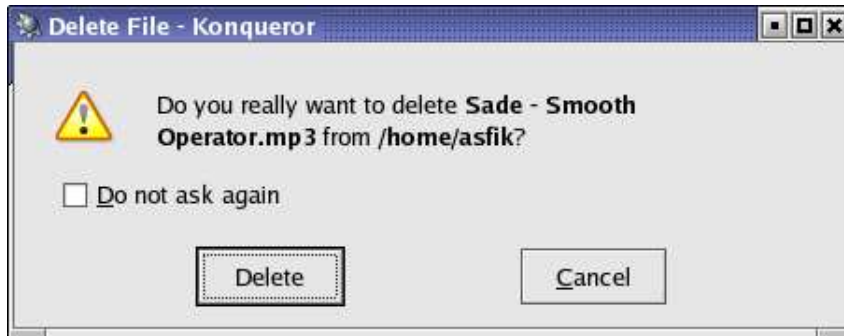 Delete File - Konqueror
Do you really want to delete Sade - Smooth
Operator.mp3 from /home/asfik?
Do not ask again
Delete
Cancel